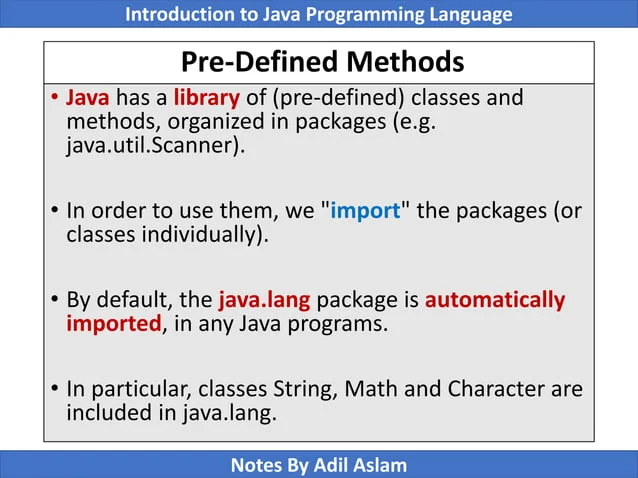 Introduction to Java Programming Language
Pre-Defined Methods
• Java has a library of (pre-defined) classes and
methods, organized in packages (e.g.
java.util.Scanner).
• In order to use them, we "import" the packages (or
classes individually).
• By default, the java.lang package is automatically
imported, in any Java programs.
• In particular, classes String, Math and Character are
included in java.lang.
Notes By Adil Aslam